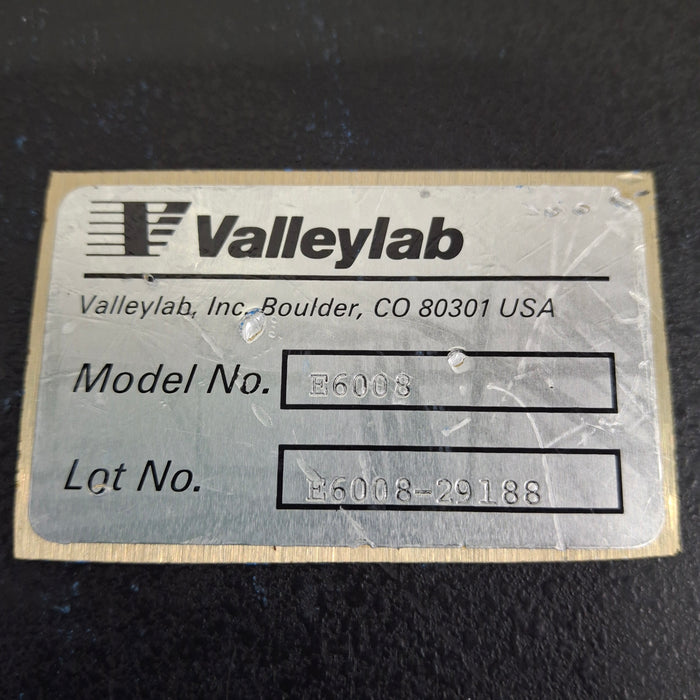 Valleylab
Valleylab, Inc. Boulder, CO 80301 USA
Model No. E6008
Lot No. E6008-29188